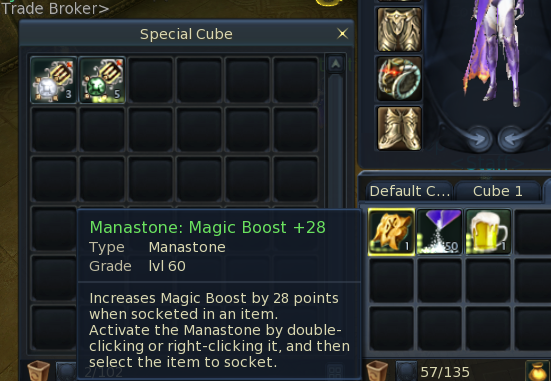 Trade Broker>
Special Cube
3
5
Default C... Cube 1
1
50
1
Manastone: Magic Boost +28
Type Manastone
Grade lvl 60
Increases Magic Boost by 28 points
when socketed in an item.
Activate the Manastone by double-
clicking or right-clicking it, and then
select the item to socket.
2/102
57/135